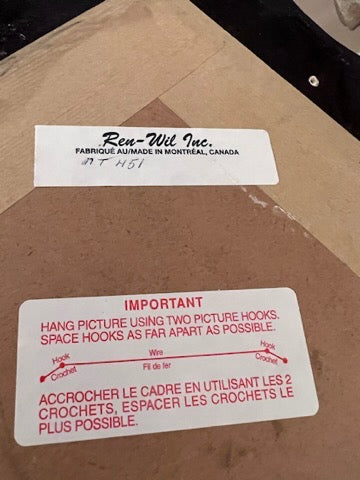 Ren-Wil Inc.
FABRIQUÉ AU/MADE IN MONTRÉAL, CANADA
MT 451
IMPORTANT
HANG PICTURE USING TWO PICTURE HOOKS.
SPACE HOOKS AS FAR APART AS POSSIBLE.
Hook Wire Hook
Crochet Fil de fer Crochet
ACCROCHER LE CADRE EN UTILISANT LES 2
CROCHETS, ESPACER LES CROCHETS LE
PLUS POSSIBLE.